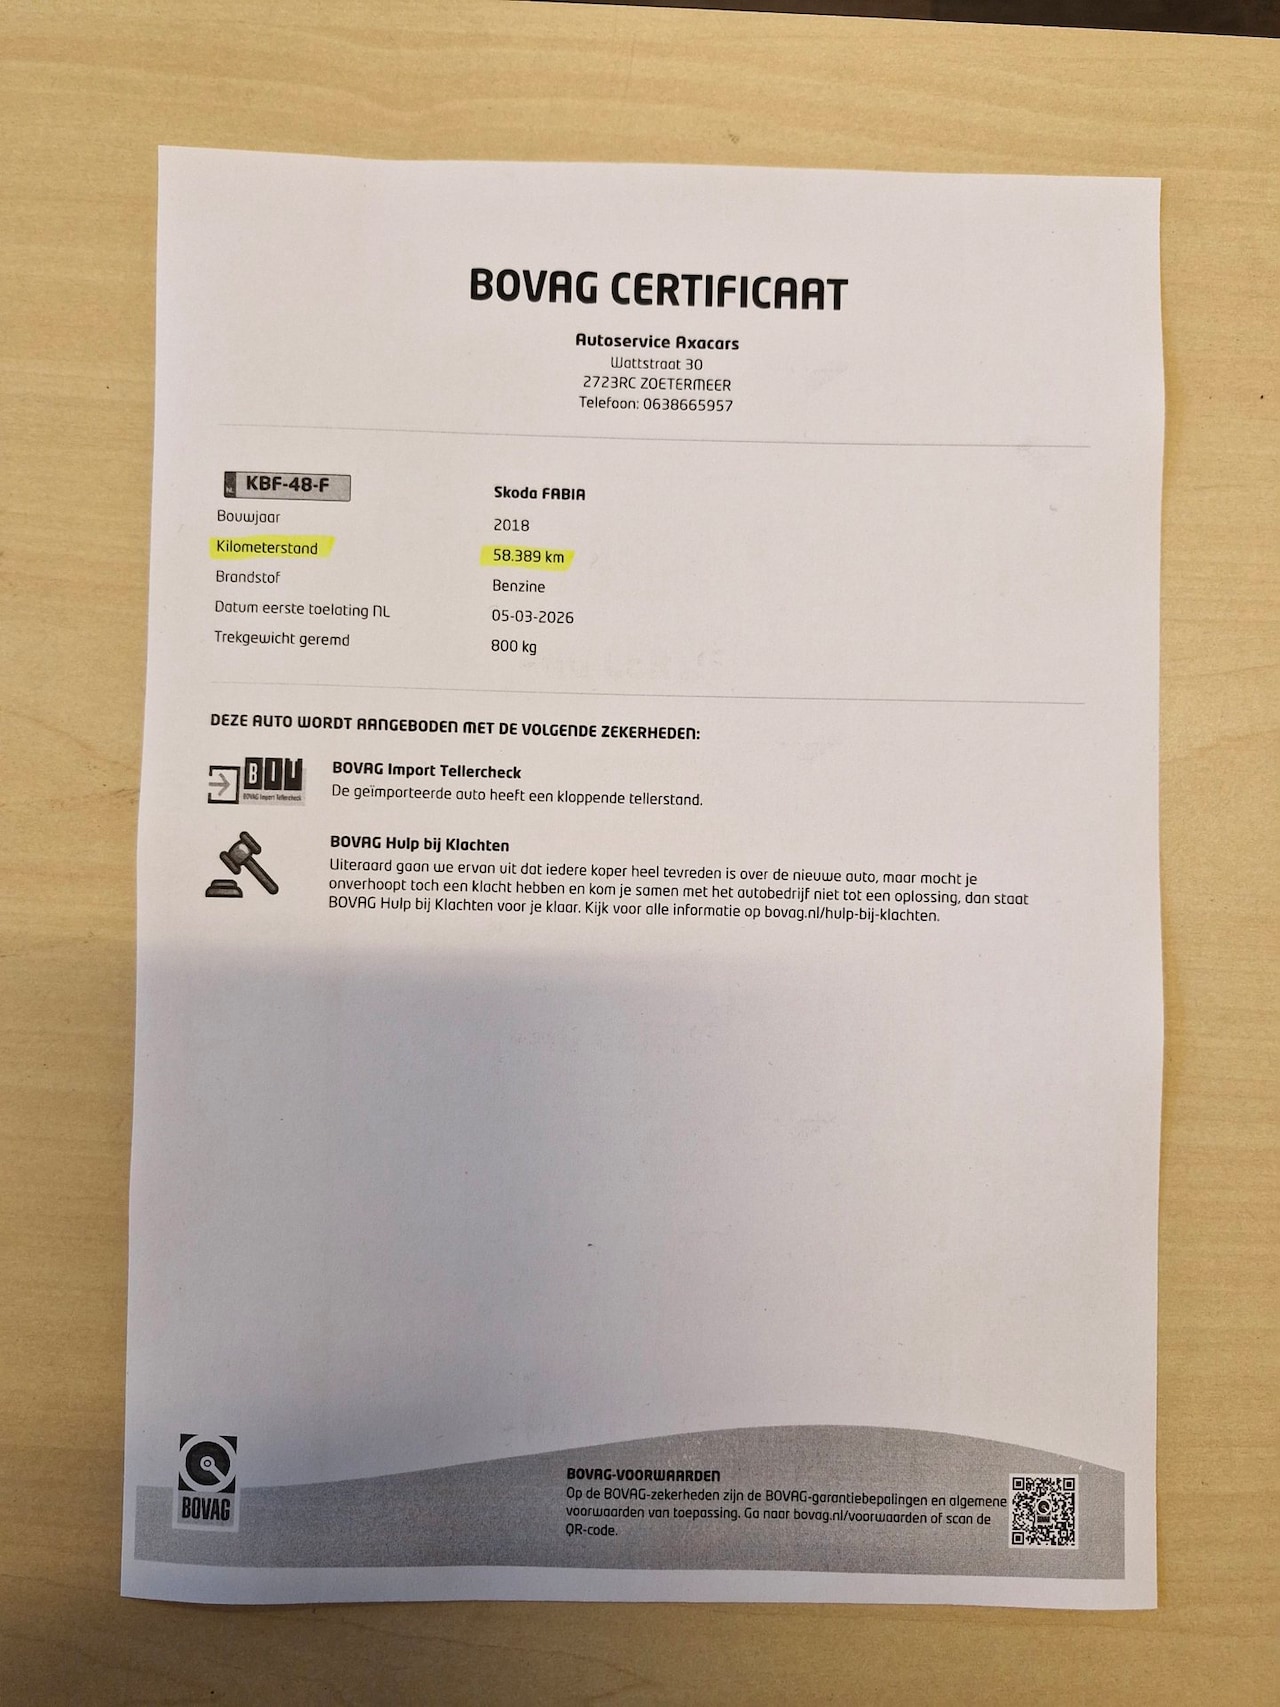 BOVAG CERTIFICAAT
Autoservice Axacars
Wattstraat 30
2723RC ZOETERMEER
Telefoon: 0638665957
NL KBF-48-F Skoda FABIA
Bouwjaar 2018
Kilometerstand 58.389 km
Brandstof Benzine
Datum eerste toelating NL 05-03-2026
Trekgewicht geremd 800 kg
DEZE AUTO WORDT AANGEBODEN MET DE VOLGENDE ZEKERHEDEN:
BIT
BOVAG Import Tellercheck
BOVAG Import Tellercheck
De geïmporteerde auto heeft een kloppende tellerstand.
BOVAG Hulp bij Klachten
Uiteraard gaan we ervan uit dat iedere koper heel tevreden is over de nieuwe auto, maar mocht je
onverhoopt toch een klacht hebben en kom je samen met het autobedrijf niet tot een oplossing, dan staat
BOVAG Hulp bij Klachten voor je klaar. Kijk voor alle informatie op bovag.nl/hulp-bij-klachten.
BOVAG
BOVAG-VOORWAARDEN
Op de BOVAG-zekerheden zijn de BOVAG-garantiebepalingen en algemene
voorwaarden van toepassing. Ga naar bovag.nl/voorwaarden of scan de
QR-code.